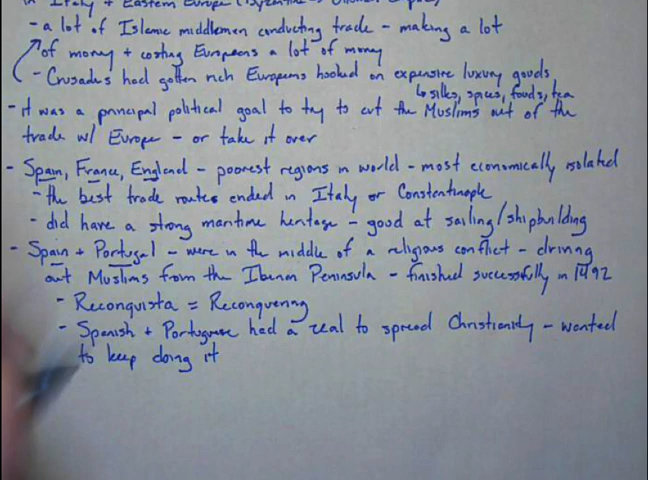 in Italy + Eastern Europe
- a lot of Islamic middlemen conducting trade - making a lot
of money + costing Europeans a lot of money
- Crusades had gotten rich Europeans hooked on expensive luxury goods
↳ silks, spices, foods, tea
- it was a principal political goal to try to cut the Muslims out of the
trade w/ Europe - or take it over
- Spain, France, England - poorest regions in world - most economically isolated
- the best trade routes ended in Italy or Constantinople
- did have a strong maritime heritage - good at sailing/shipbuilding
- Spain + Portugal - were in the middle of a religious conflict - driving
out Muslims from the Iberian Peninsula - finished successfully in 1492
- Reconquista = Reconquering
- Spanish + Portuguese had a zeal to spread Christianity - wanted
to keep doing it